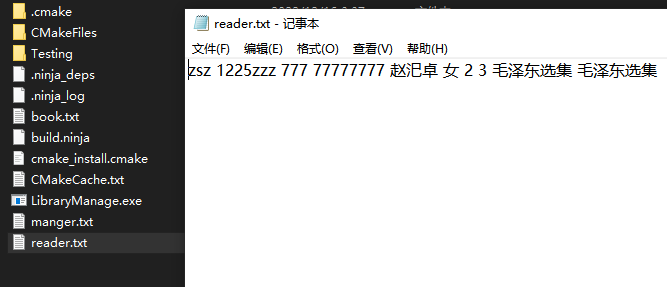 .cmake
CMakeFiles
Testing
.ninja_deps
.ninja_log
book.txt
build.ninja
cmake_install.cmake
CMakeCache.txt
LibraryManage.exe
manger.txt
reader.txt
reader.txt - 记事本
文件(F) 编辑(E) 格式(O) 查看(V) 帮助(H)
zsz 1225zzz 777 77777777 赵汜卓 女 2 3 毛泽东选集 毛泽东选集